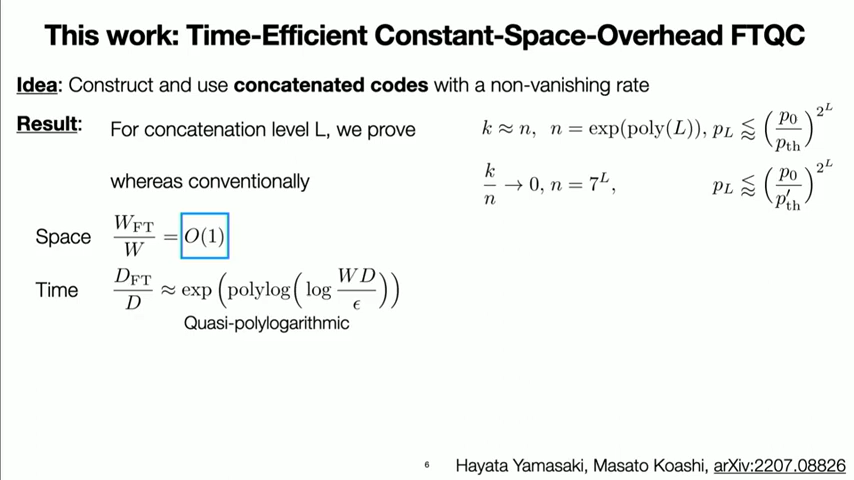 This work: Time-Efficient Constant-Space-Overhead FTQC
Idea: Construct and use concatenated codes with a non-vanishing rate
Result: For concatenation level L, we prove k ≈ n, n = exp(poly(L)), p_L ⪅ (p_0/p_th)^{2^L}
whereas conventionally k/n → 0, n = 7^L, p_L ⪅ (p_0/p′_th)^{2^L}
Space W_FT/W = O(1)
Time D_FT/D ≈ exp(polylog(log WD/ϵ))
Quasi-polylogarithmic
6 Hayata Yamasaki, Masato Koashi, arXiv:2207.08826